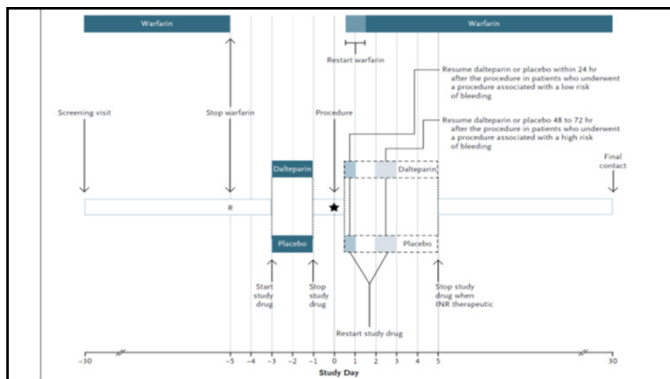 Warfarin
Warfarin
Restart warfarin
Resume dalteparin or placebo within 24 hr
after the procedure in patients who underwent
a procedure associated with a low risk
of bleeding
Screening visit
Stop warfarin
Procedure
Resume dalteparin or placebo 48 to 72 hr
after the procedure in patients who underwent
a procedure associated with a high risk
of bleeding
Final
contact
Dalteparin
Dalteparin
R
Placebo
Placebo
Start
study
drug
Stop
study
drug
Stop study
drug when
INR therapeutic
Restart study drug
−30
−5
−4
−3
−2
−1
0
1
2
3
4
5
30
Study Day